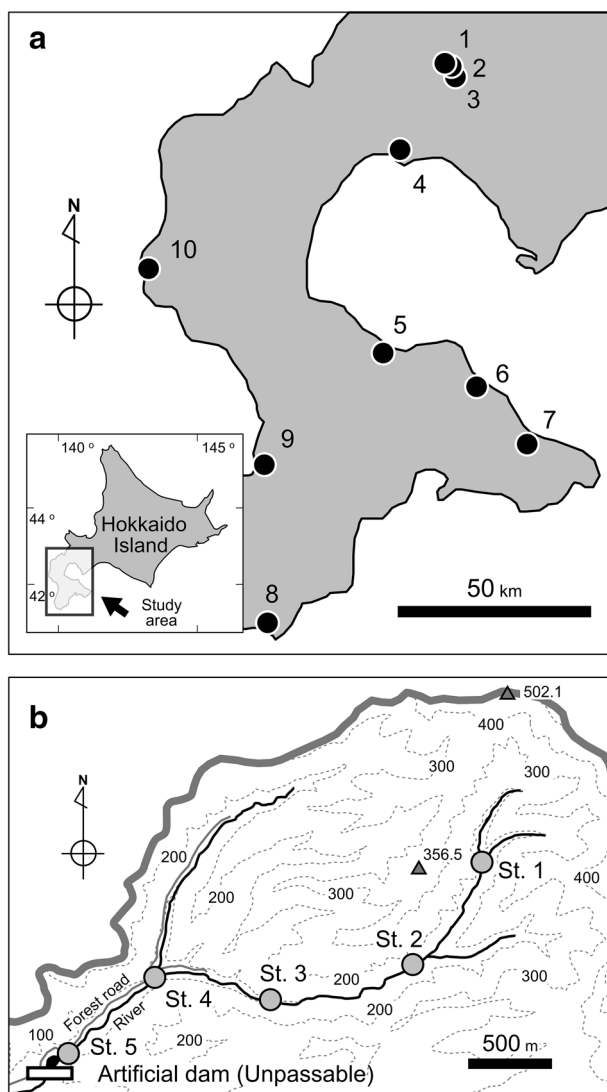 a
1
2
3
4
N
10
5
6
7
9
140 º 145 º
44
Hokkaido
Island
42º
Study
area
8
50 km
b
502.1
400
N
300
300
200
356.5
St. 1
200
300
400
St. 2
St. 3
200
300
Forest road
St. 4
200
River
100
St. 5
200
500 m
Artificial dam (Unpassable)